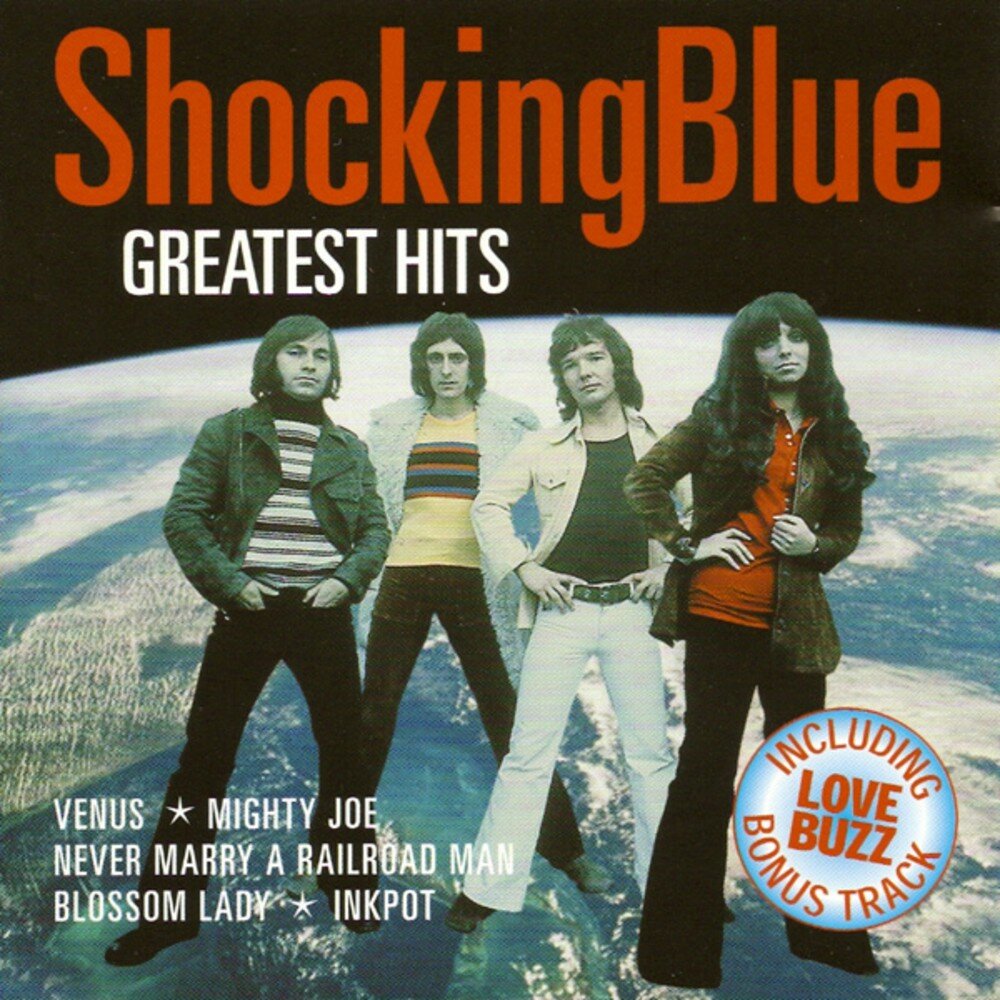 ShockingBlue
GREATEST HITS
VENUS ★ MIGHTY JOE
NEVER MARRY A RAILROAD MAN
BLOSSOM LADY ★ INKPOT
INCLUDING
LOVE
BUZZ
BONUS TRACK